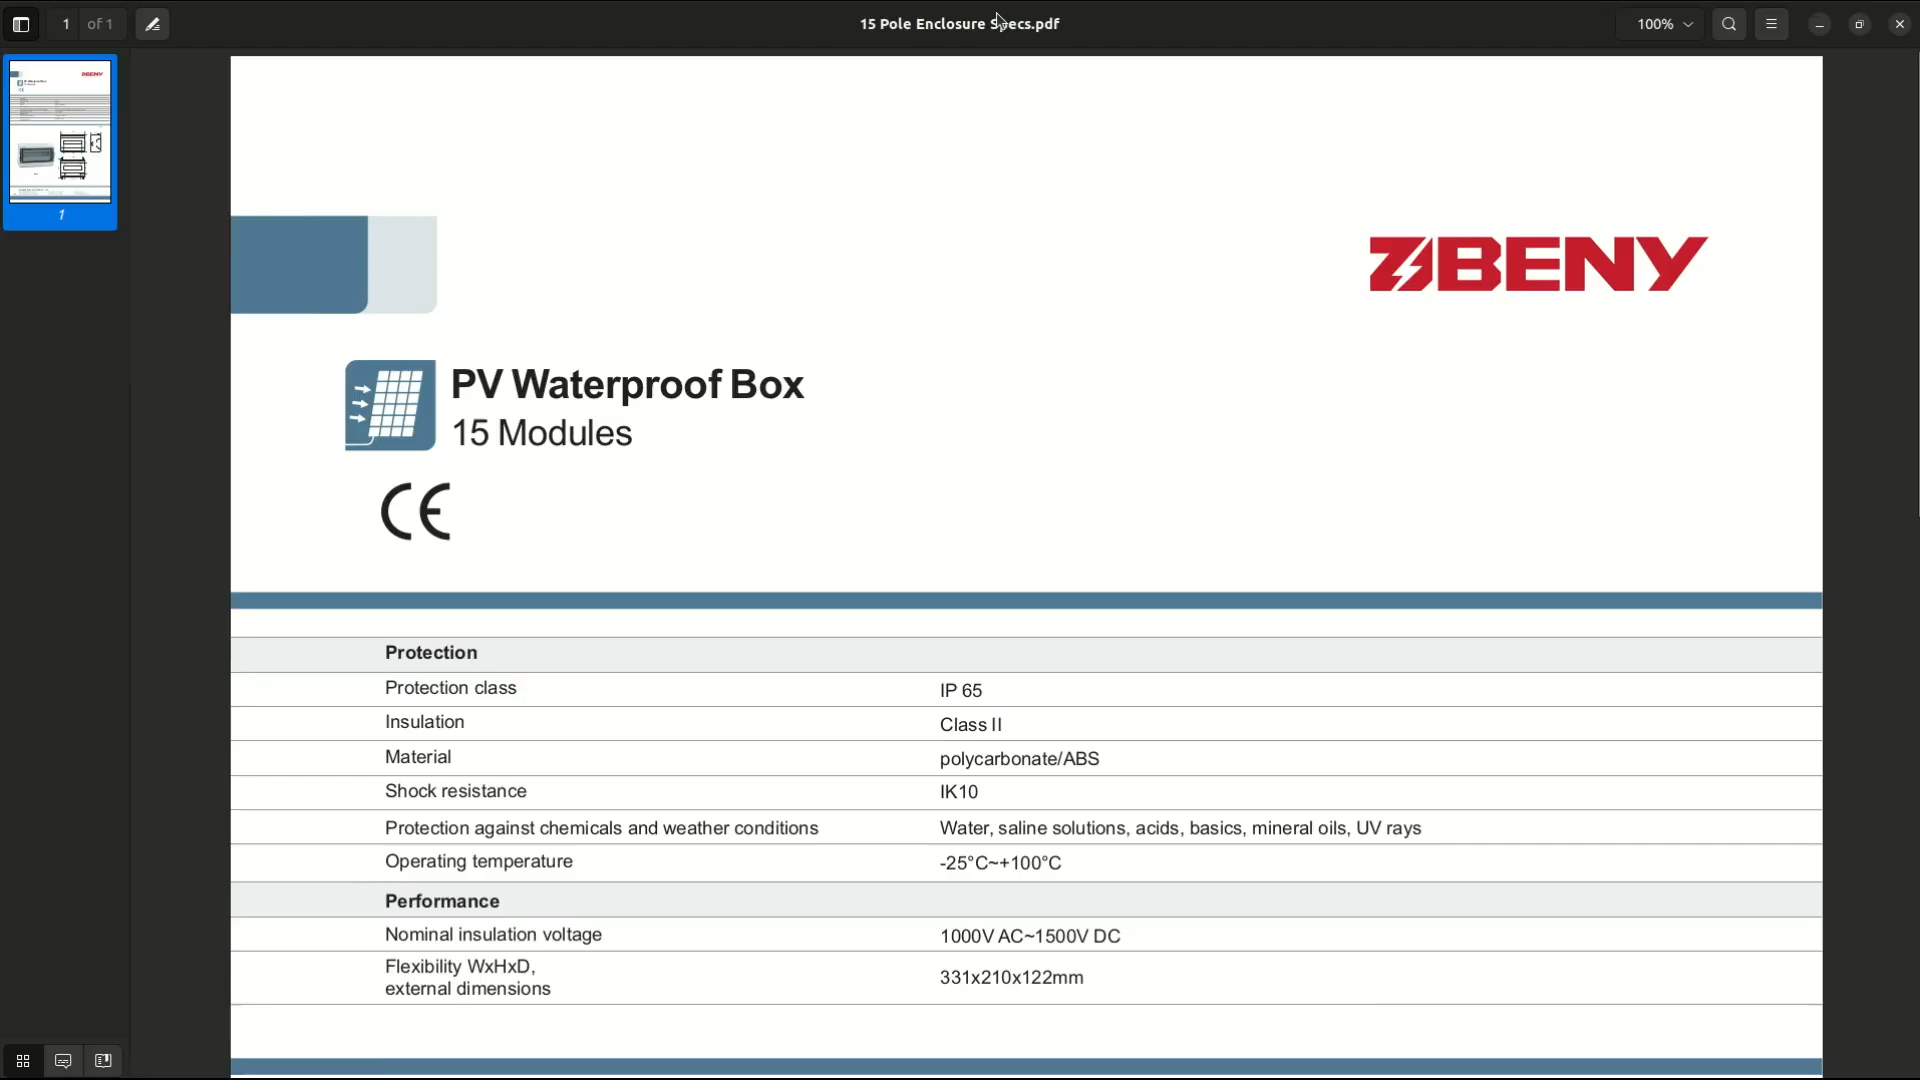 1 of 1
15 Pole Enclosure Specs.pdf
100%
1
ZBENY
PV Waterproof Box
15 Modules
CE
Protection
Protection class IP 65
Insulation Class II
Material polycarbonate/ABS
Shock resistance IK10
Protection against chemicals and weather conditions Water, saline solutions, acids, basics, mineral oils, UV rays
Operating temperature -25°C~+100°C
Performance
Nominal insulation voltage 1000V AC~1500V DC
Flexibility WxHxD,
external dimensions 331x210x122mm